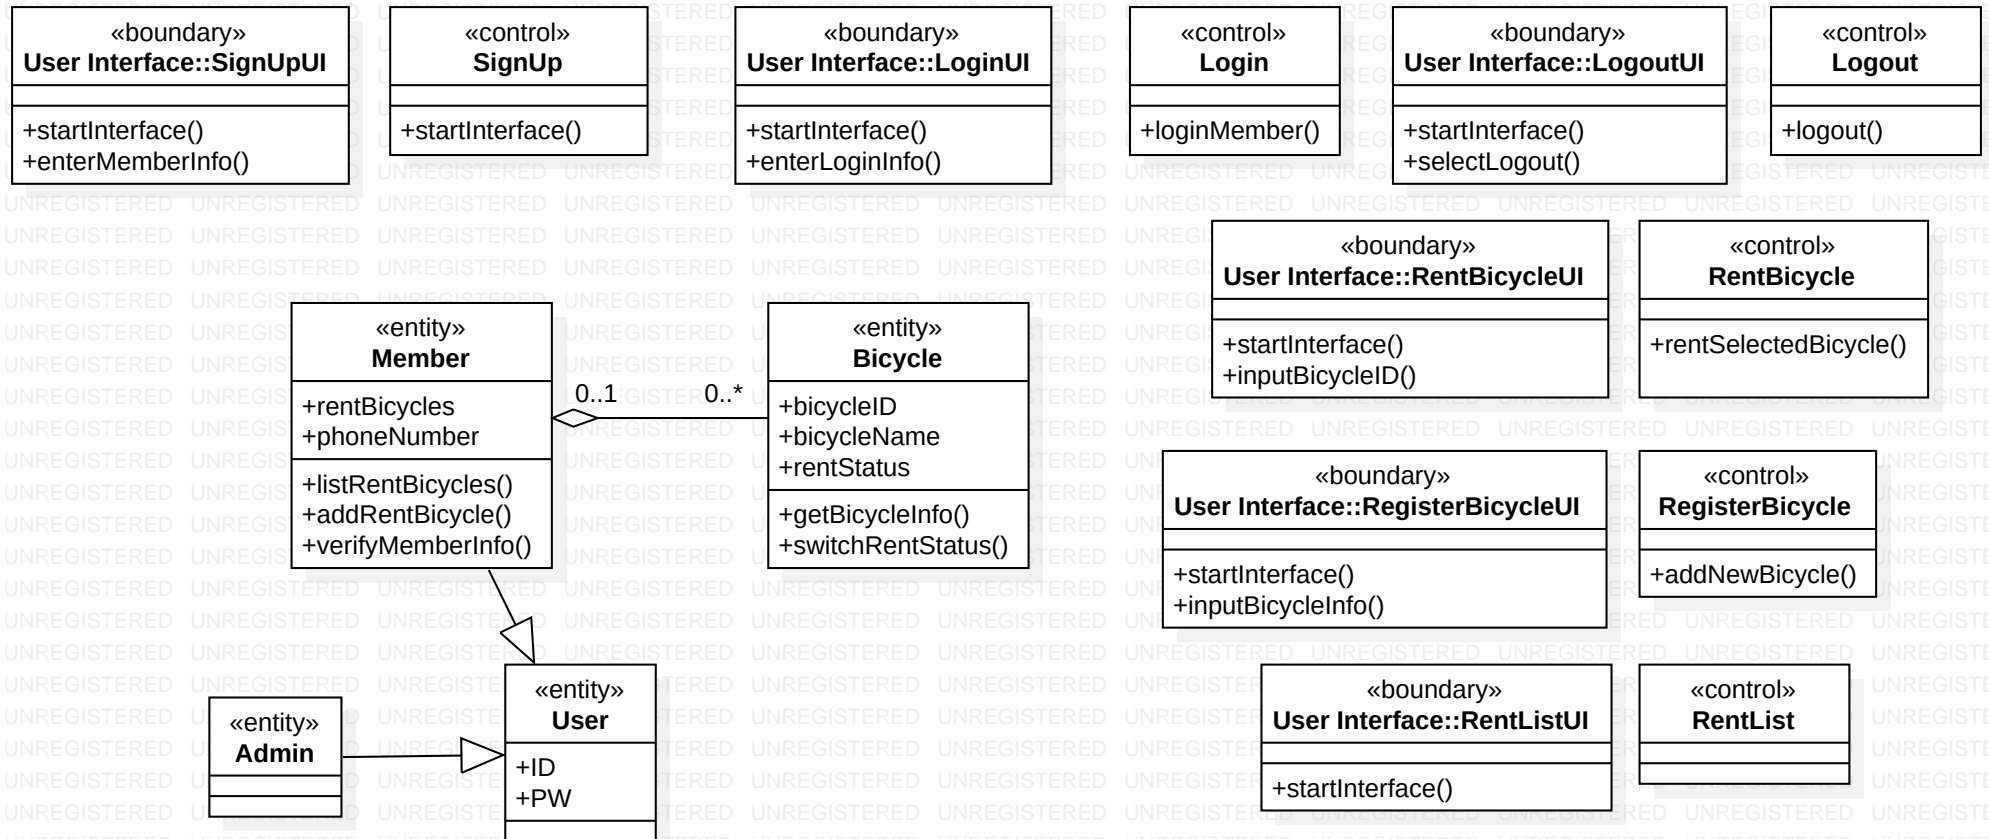 «boundary»
User Interface::SignUpUI
+startInterface()
+enterMemberInfo()
«control»
SignUp
+startInterface()
«boundary»
User Interface::LoginUI
+startInterface()
+enterLoginInfo()
«control»
Login
+loginMember()
«boundary»
User Interface::LogoutUI
+startInterface()
+selectLogout()
«control»
Logout
+logout()
«boundary»
User Interface::RentBicycleUI
+startInterface()
+inputBicycleID()
«control»
RentBicycle
+rentSelectedBicycle()
«entity»
Member
+rentBicycles
+phoneNumber
+listRentBicycles()
+addRentBicycle()
+verifyMemberInfo()
0..1
0..*
«entity»
Bicycle
+bicycleID
+bicycleName
+rentStatus
+getBicycleInfo()
+switchRentStatus()
«boundary»
User Interface::RegisterBicycleUI
+startInterface()
+inputBicycleInfo()
«control»
RegisterBicycle
+addNewBicycle()
«entity»
Admin
«entity»
User
+ID
+PW
«boundary»
User Interface::RentListUI
+startInterface()
«control»
RentList
UNREGISTERED